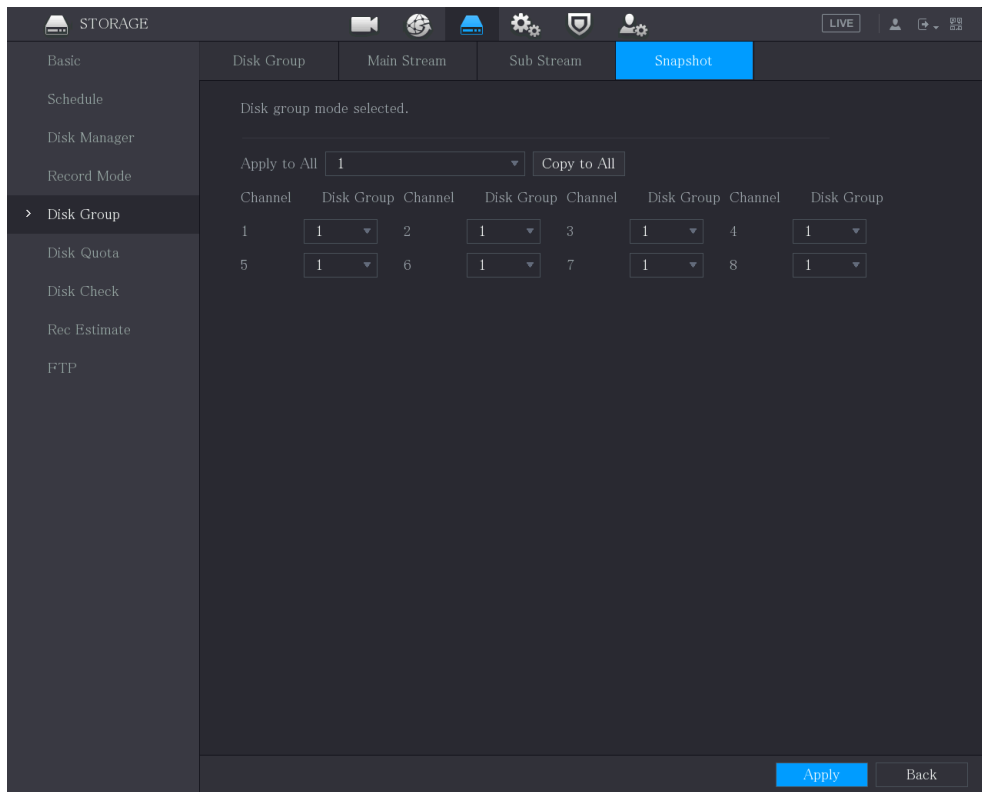 STORAGE LIVE
Basic
Schedule
Disk Manager
Record Mode
Disk Group
Disk Quota
Disk Check
Rec Estimate
FTP
Disk Group Main Stream Sub Stream Snapshot
Disk group mode selected.
Apply to All 1 Copy to All
Channel Disk Group Channel Disk Group Channel Disk Group Channel Disk Group
1 1 2 1 3 1 4 1
5 1 6 1 7 1 8 1
Apply Back